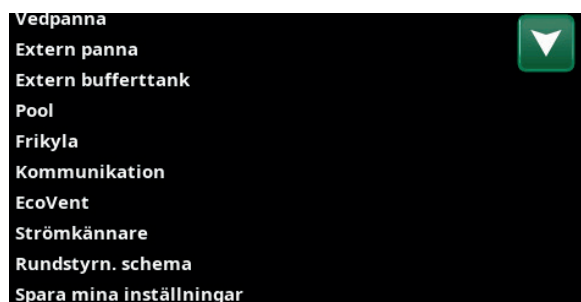 Vedpanna
Extern panna
Extern bufferttank
Pool
Frikyla
Kommunikation
EcoVent
Strömkännare
Rundstyrn. schema
Spara mina inställningar